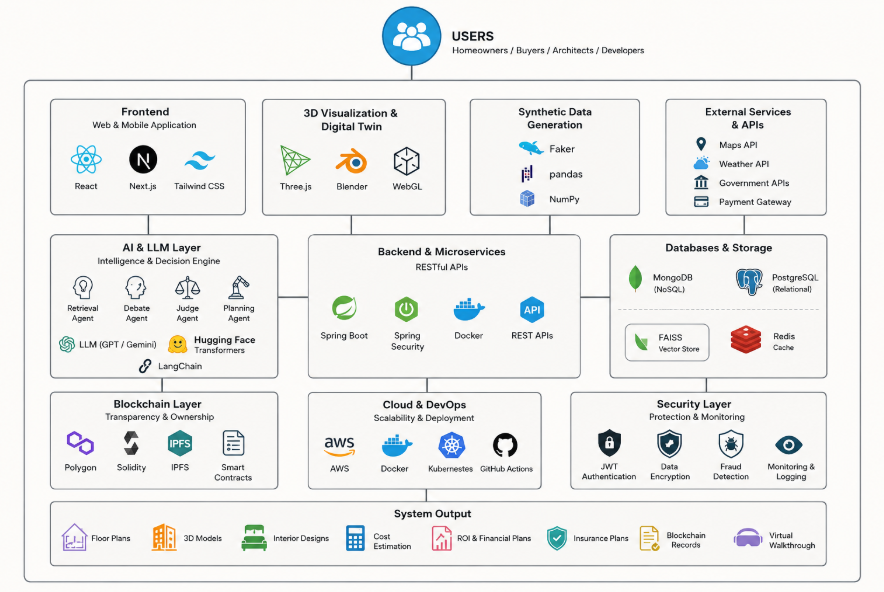 USERS
Homeowners / Buyers / Architects / Developers
Frontend
Web & Mobile Application
React
N
Next.js
Tailwind CSS
3D Visualization &
Digital Twin
Three.js
Blender
WebGL
Synthetic Data
Generation
Faker
pandas
NumPy
External Services
& APIs
Maps API
Weather API
Government APIs
Payment Gateway
AI & LLM Layer
Intelligence & Decision Engine
Retrieval
Agent
Debate
Agent
Judge
Agent
Planning
Agent
LLM (GPT / Gemini)
Hugging Face
Transformers
LangChain
Backend & Microservices
RESTful APIs
Spring Boot
Spring
Security
Docker
API
REST APIs
Databases & Storage
MongoDB
(NoSQL)
PostgreSQL
(Relational)
FAISS
Vector Store
Redis
Cache
Blockchain Layer
Transparency & Ownership
Polygon
Solidity
IPFS
IPFS
Smart
Contracts
Cloud & DevOps
Scalability & Deployment
aws
AWS
Docker
Kubernestes
GitHub Actions
Security Layer
Protection & Monitoring
JWT
Authentication
Data
Encryption
Fraud
Detection
Monitoring &
Logging
System Output
Floor Plans
3D Models
Interior Designs
Cost
Estimation
ROI & Financial Plans
Insurance Plans
Blockchain
Records
Virtual
Walkthrough